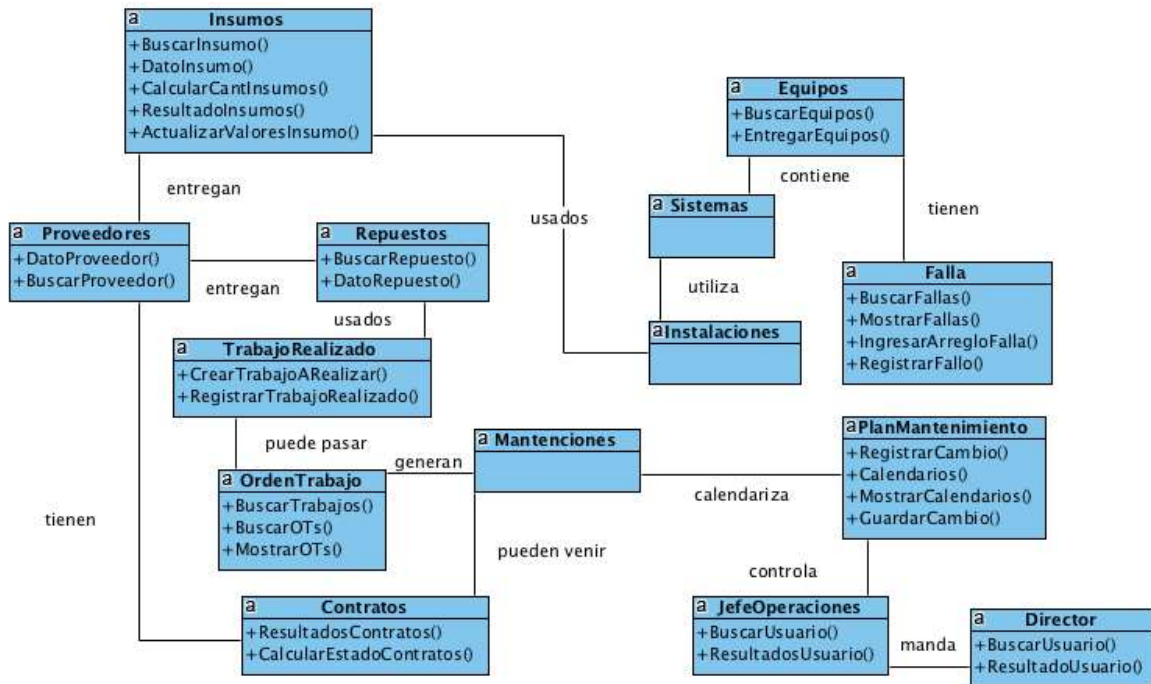 a Insumos
+BuscarInsumo()
+DatoInsumo()
+CalcularCantInsumos()
+ResultadoInsumos()
+ActualizarValoresInsumo()
a Equipos
+BuscarEquipos()
+EntregarEquipos()
entregan
contiene
usados
a Sistemas
tienen
a Proveedores
+DatoProveedor()
+BuscarProveedor()
entregan
a Repuestos
+BuscarRepuesto()
+DatoRepuesto()
utiliza
a Falla
+BuscarFallas()
+MostrarFallas()
+IngresarArregloFalla()
+RegistrarFallo()
usados
a Instalaciones
a TrabajoRealizado
+CrearTrabajoARealizar()
+RegistrarTrabajoRealizado()
puede pasar
generan
a Mantenciones
calendariza
a PlanMantenimiento
+RegistrarCambio()
+Calendarios()
+MostrarCalendarios()
+GuardarCambio()
a OrdenTrabajo
+BuscarTrabajos()
+BuscarOTs()
+MostrarOTs()
tienen
pueden venir
controla
a Contratos
+ResultadosContratos()
+CalcularEstadoContratos()
a JefeOperaciones
+BuscarUsuario()
+ResultadosUsuario()
manda
a Director
+BuscarUsuario()
+ResultadoUsuario()